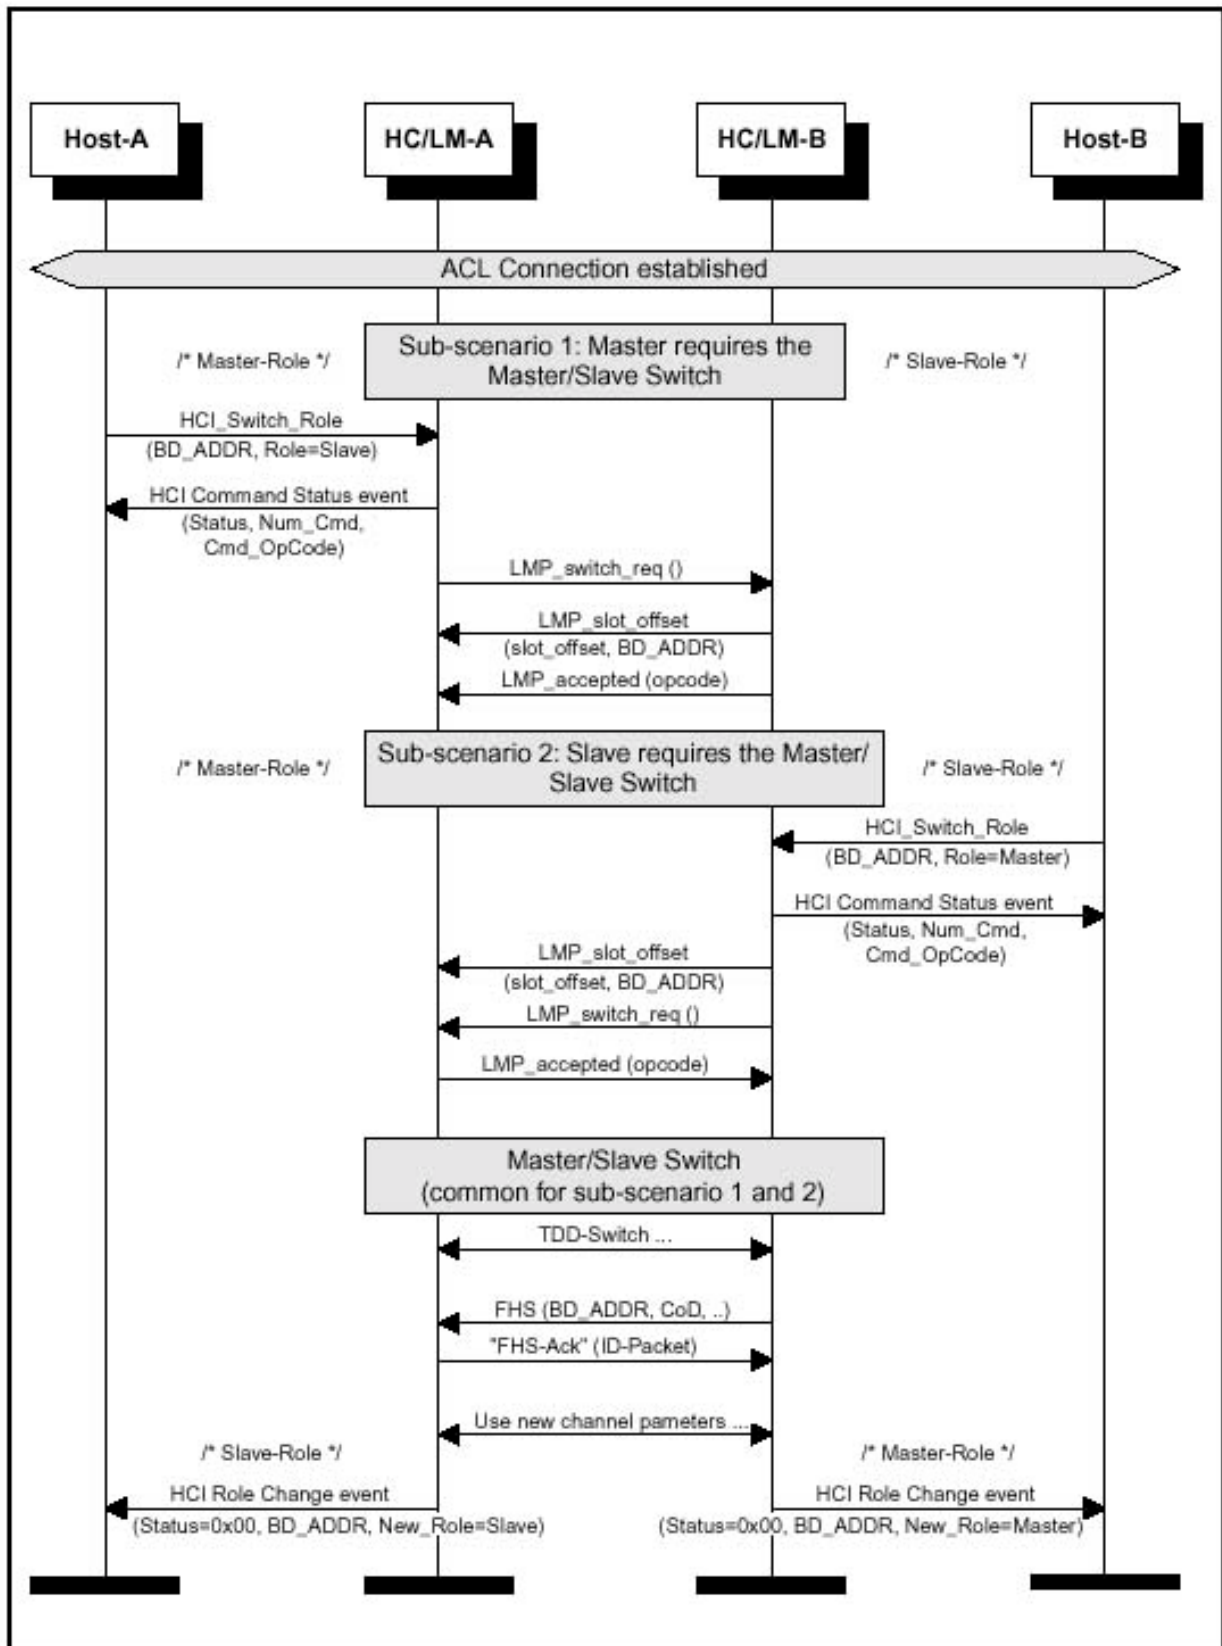 Host-A
HC/LM-A
HC/LM-B
Host-B
ACL Connection established
/* Master-Role */
Sub-scenario 1: Master requires the
Master/Slave Switch
/* Slave-Role */
HCI_Switch_Role
(BD_ADDR, Role=Slave)
HCI Command Status event
(Status, Num_Cmd,
Cmd_OpCode)
LMP_switch_req ()
LMP_slot_offset
(slot_offset, BD_ADDR)
LMP_accepted (opcode)
/* Master-Role */
Sub-scenario 2: Slave requires the Master/
Slave Switch
/* Slave-Role */
HCI_Switch_Role
(BD_ADDR, Role=Master)
HCI Command Status event
(Status, Num_Cmd,
Cmd_OpCode)
LMP_slot_offset
(slot_offset, BD_ADDR)
LMP_switch_req ()
LMP_accepted (opcode)
Master/Slave Switch
(common for sub-scenario 1 and 2)
TDD-Switch ...
FHS (BD_ADDR, CoD, ..)
"FHS-Ack" (ID-Packet)
Use new channel pameters ...
/* Slave-Role */
/* Master-Role */
HCI Role Change event
(Status=0x00, BD_ADDR, New_Role=Slave)
HCI Role Change event
(Status=0x00, BD_ADDR, New_Role=Master)